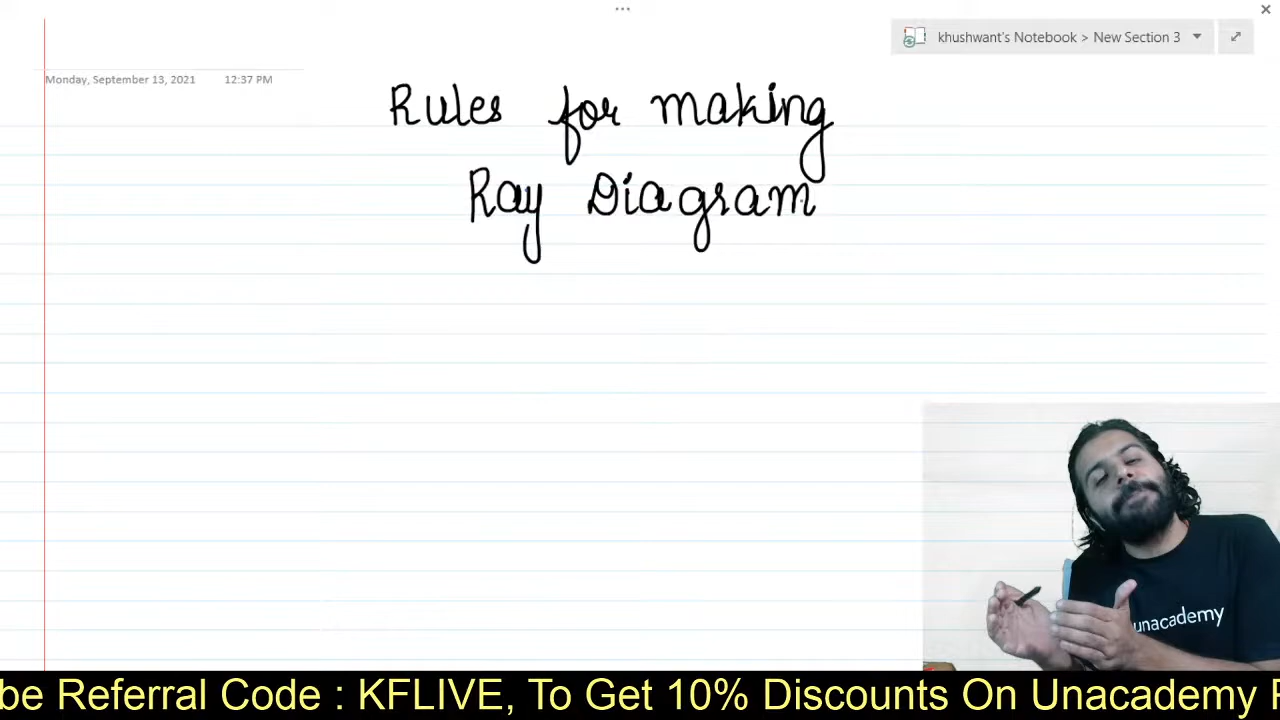 khushwant's Notebook > New Section 3
Monday, September 13, 2021 12:37 PM
Rules for making
Ray Diagram
unacademy
be Referral Code : KFLIVE, To Get 10% Discounts On Unacademy